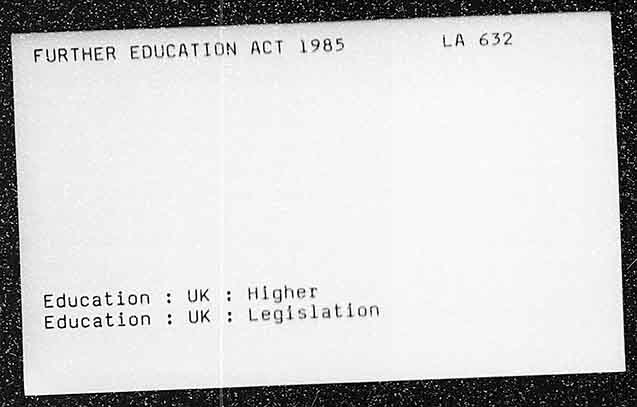 FURTHER EDUCATION ACT 1985 LA 632
Education : UK : Higher
Education : UK : Legislation